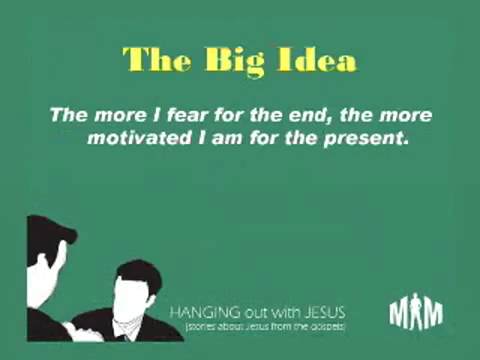 The Big Idea
The more I fear for the end, the more
motivated I am for the present.
HANGING out with JESUS
(stories about Jesus from the gospels)
MIM